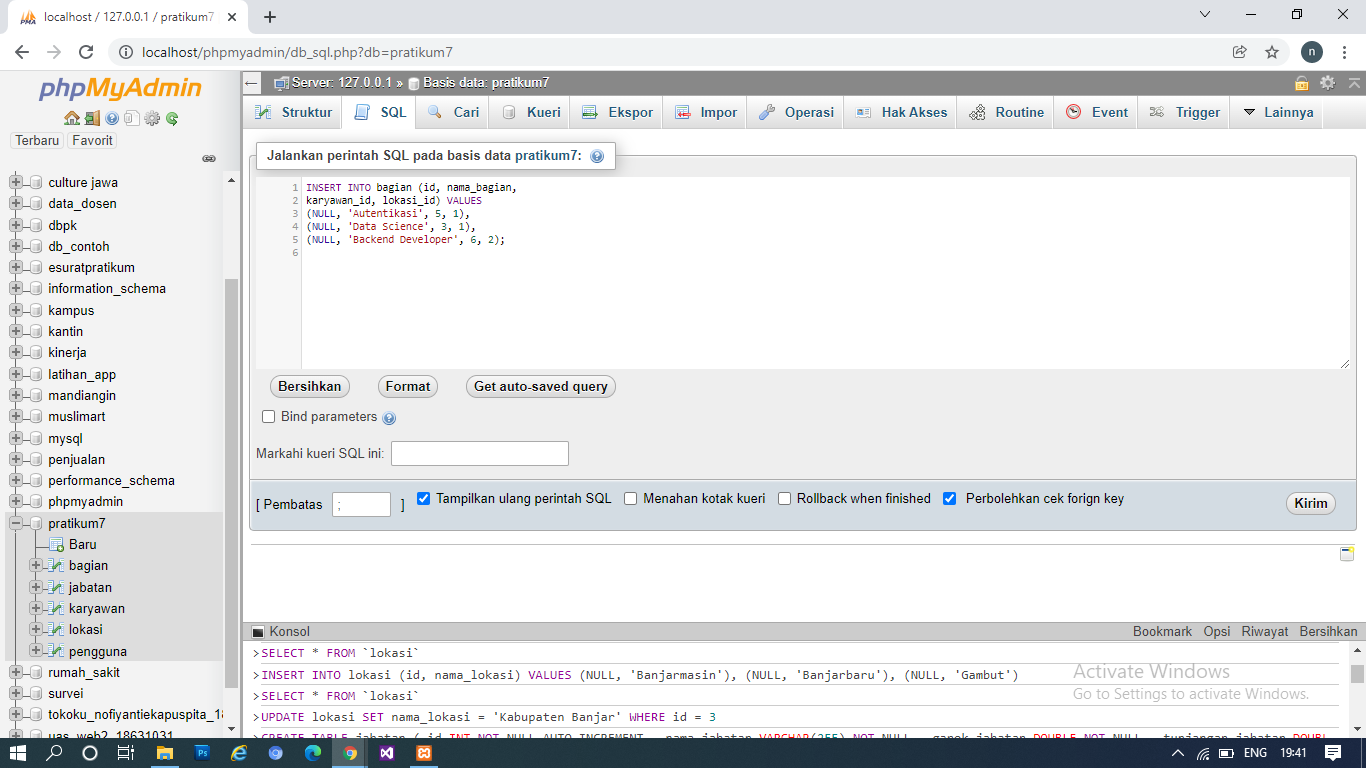 localhost / 127.0.0.1 / pratikum7
localhost/phpmyadmin/db_sql.php?db=pratikum7
n
phpMyAdmin
Terbaru Favorit
culture jawa
data_dosen
dbpk
db_contoh
esuratpratikum
information_schema
kampus
kantin
kinerja
latihan_app
mandiangin
muslimart
mysql
penjualan
performance_schema
phpmyadmin
pratikum7
Baru
bagian
jabatan
karyawan
lokasi
pengguna
rumah_sakit
survei
tokoku_nofiyantiekapuspita_18
uas_web2_18631031
Server: 127.0.0.1 » Basis data: pratikum7
Struktur SQL Cari Kueri Ekspor Impor Operasi Hak Akses Routine Event Trigger Lainnya
Jalankan perintah SQL pada basis data pratikum7:
1 INSERT INTO bagian (id, nama_bagian,
2 karyawan_id, lokasi_id) VALUES
3 (NULL, 'Autentikasi', 5, 1),
4 (NULL, 'Data Science', 3, 1),
5 (NULL, 'Backend Developer', 6, 2);
6
Bersihkan Format Get auto-saved query
Bind parameters
Markahi kueri SQL ini:
[ Pembatas ; ] Tampilkan ulang perintah SQL Menahan kotak kueri Rollback when finished Perbolehkan cek forign key Kirim
Konsol Bookmark Opsi Riwayat Bersihkan
>SELECT * FROM `lokasi`
>INSERT INTO lokasi (id, nama_lokasi) VALUES (NULL, 'Banjarmasin'), (NULL, 'Banjarbaru'), (NULL, 'Gambut')
>SELECT * FROM `lokasi`
>UPDATE lokasi SET nama_lokasi = 'Kabupaten Banjar' WHERE id = 3
>CREATE TABLE jabatan ( id INT NOT NULL AUTO_INCREMENT, nama_jabatan VARCHAR(255) NOT NULL, gapok_jabatan DOUBLE NOT NULL, tunjangan_jabatan DOUBL
Activate Windows
Go to Settings to activate Windows.
Ps
ENG 19:41